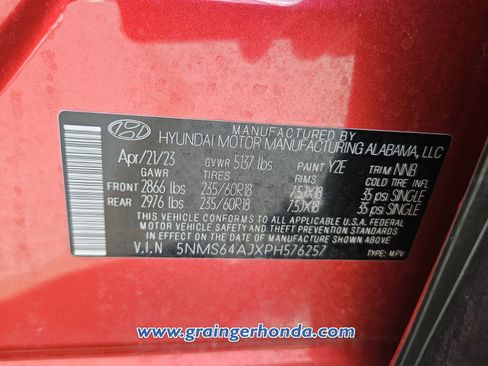 MANUFACTURED BY
HYUNDAI MOTOR MANUFACTURING ALABAMA, LLC
Apr/21/23 GVWR 5137 lbs PAINT Y2E TRIM NNB
GAWR TIRES RIMS COLD TIRE INFL
FRONT 2866 lbs 235/60R18 7.5JX18 35 psi SINGLE
REAR 2976 lbs 235/60R18 7.5JX18 35 psi SINGLE
THIS VEHICLE CONFORMS TO ALL APPLICABLE U.S.A FEDERAL
MOTOR VEHICLE SAFETY AND THEFT PREVENTION STANDARDS
IN EFFECT ON THE DATE OF MANUFACTURE SHOWN ABOVE.
V.I.N 5NMS64AJXPH576257 TYPE: MPV
www.graingerhonda.com